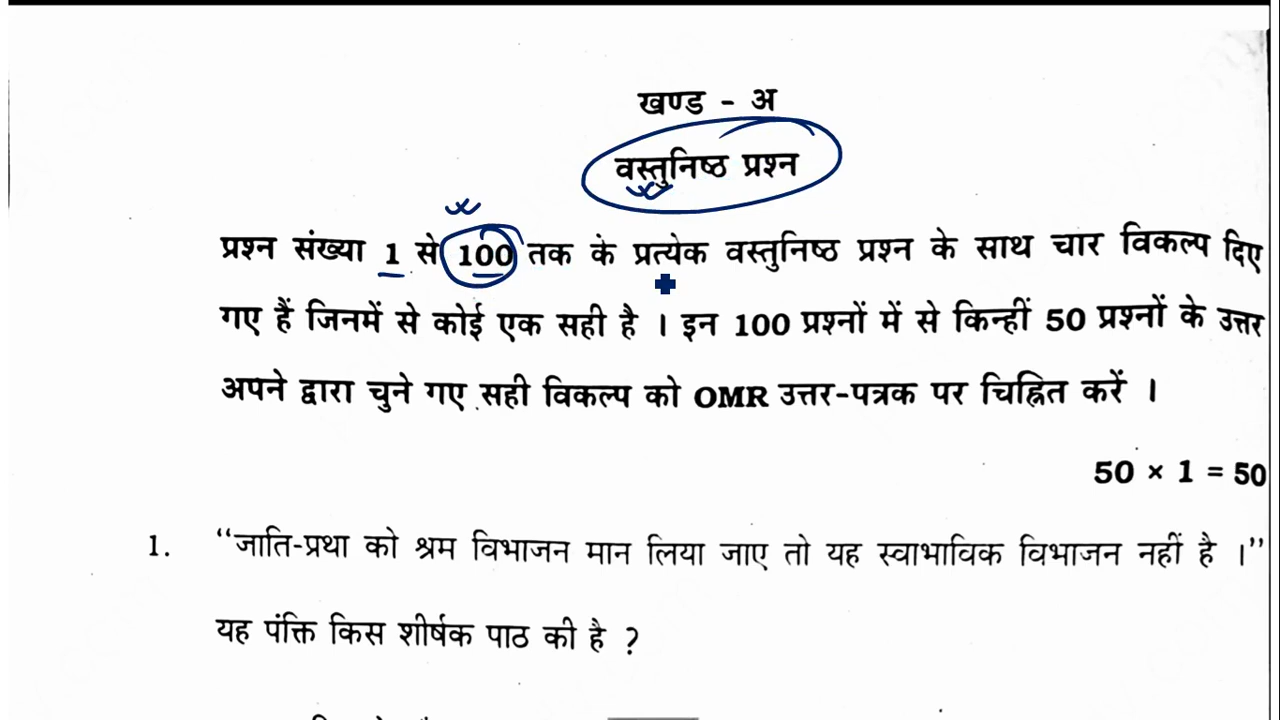 खण्ड - अ
वस्तुनिष्ठ प्रश्न
प्रश्न संख्या 1 से 100 तक के प्रत्येक वस्तुनिष्ठ प्रश्न के साथ चार विकल्प दिए
गए हैं जिनमें से कोई एक सही है । इन 100 प्रश्नों में से किन्हीं 50 प्रश्नों के उत्तर
अपने द्वारा चुने गए सही विकल्प को OMR उत्तर-पत्रक पर चिह्नित करें ।
50 × 1 = 50
1. “जाति-प्रथा को श्रम विभाजन मान लिया जाए तो यह स्वाभाविक विभाजन नहीं है ।”
यह पंक्ति किस शीर्षक पाठ की है ?